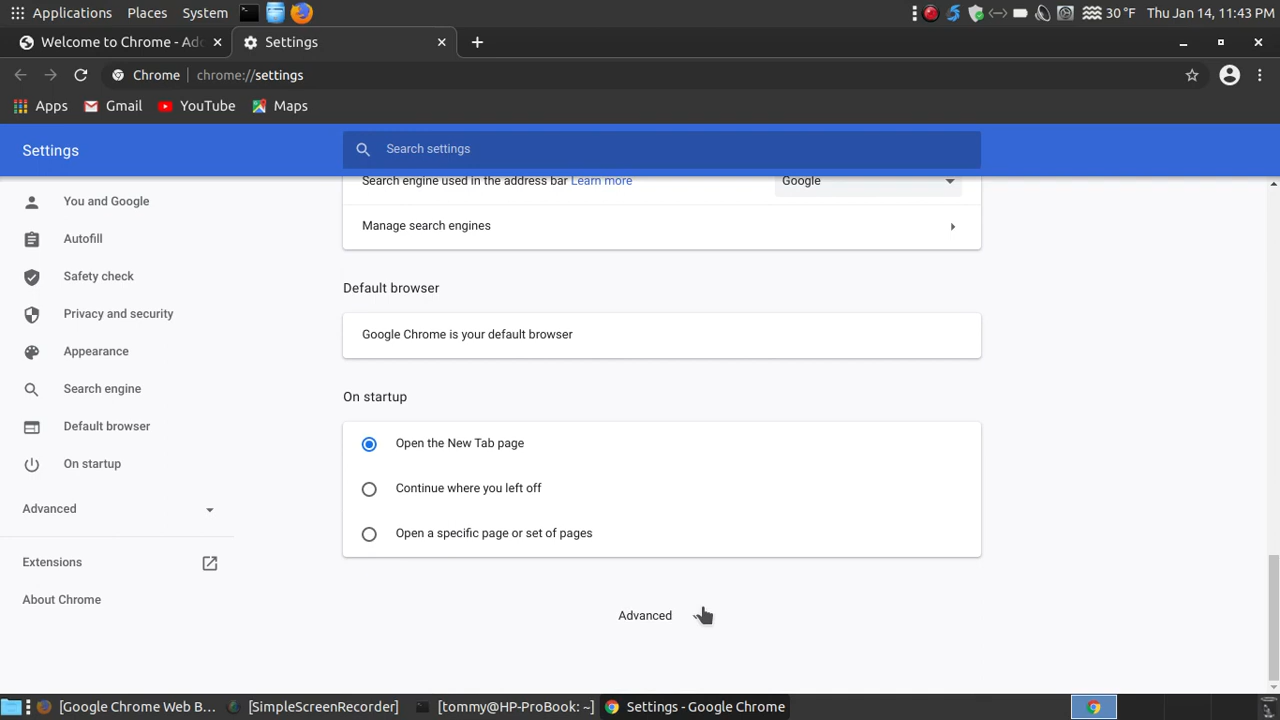 Applications Places System 30 °F Thu Jan 14, 11:43 PM
Welcome to Chrome - Ado Settings
Chrome chrome://settings
Apps Gmail YouTube Maps
Settings Search settings
Search engine used in the address bar Learn more Google
You and Google
Manage search engines
Autofill
Safety check
Default browser
Privacy and security
Google Chrome is your default browser
Appearance
Search engine
On startup
Default browser
Open the New Tab page
On startup
Continue where you left off
Advanced
Open a specific page or set of pages
Extensions
About Chrome
Advanced
[Google Chrome Web B... [SimpleScreenRecorder] [tommy@HP-ProBook: ~] Settings - Google Chrome